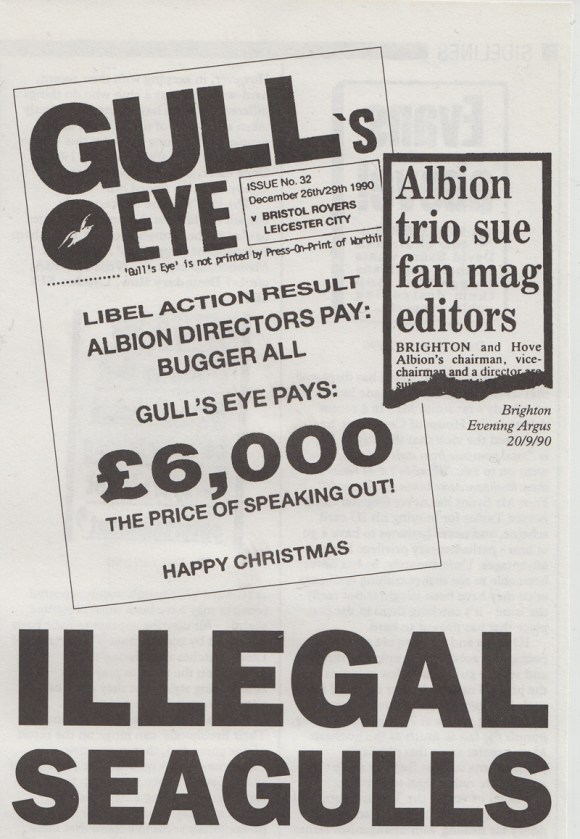 GULL`s
EYE
ISSUE No. 32
December 26th/29th 1990
v BRISTOL ROVERS
LEICESTER CITY
'Gull's Eye' is not printed by Press-On-Print of Worthin
LIBEL ACTION RESULT
ALBION DIRECTORS PAY:
BUGGER ALL
GULL'S EYE PAYS:
£6,000
THE PRICE OF SPEAKING OUT!
HAPPY CHRISTMAS
Albion
trio sue
fan mag
editors
BRIGHTON and Hove
Albion's chairman, vice-
chairman and a director are
Brighton
Evening Argus
20/9/90
ILLEGAL
SEAGULLS